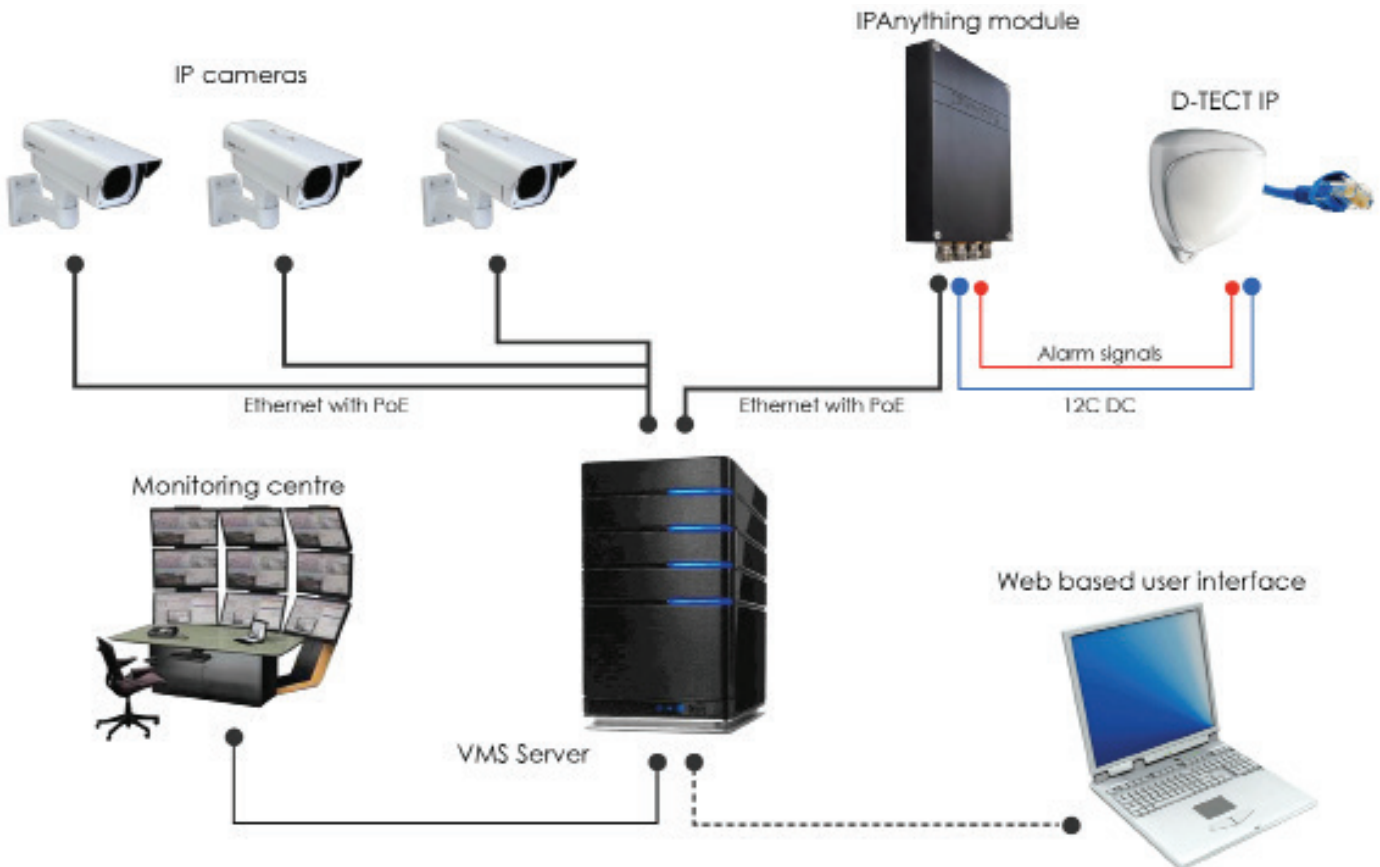 IPAnything module
IP cameras
D-TECT IP
Alarm signals
Ethernet with PoE
Ethernet with PoE
12C DC
Monitoring centre
Web based user interface
VMS Server